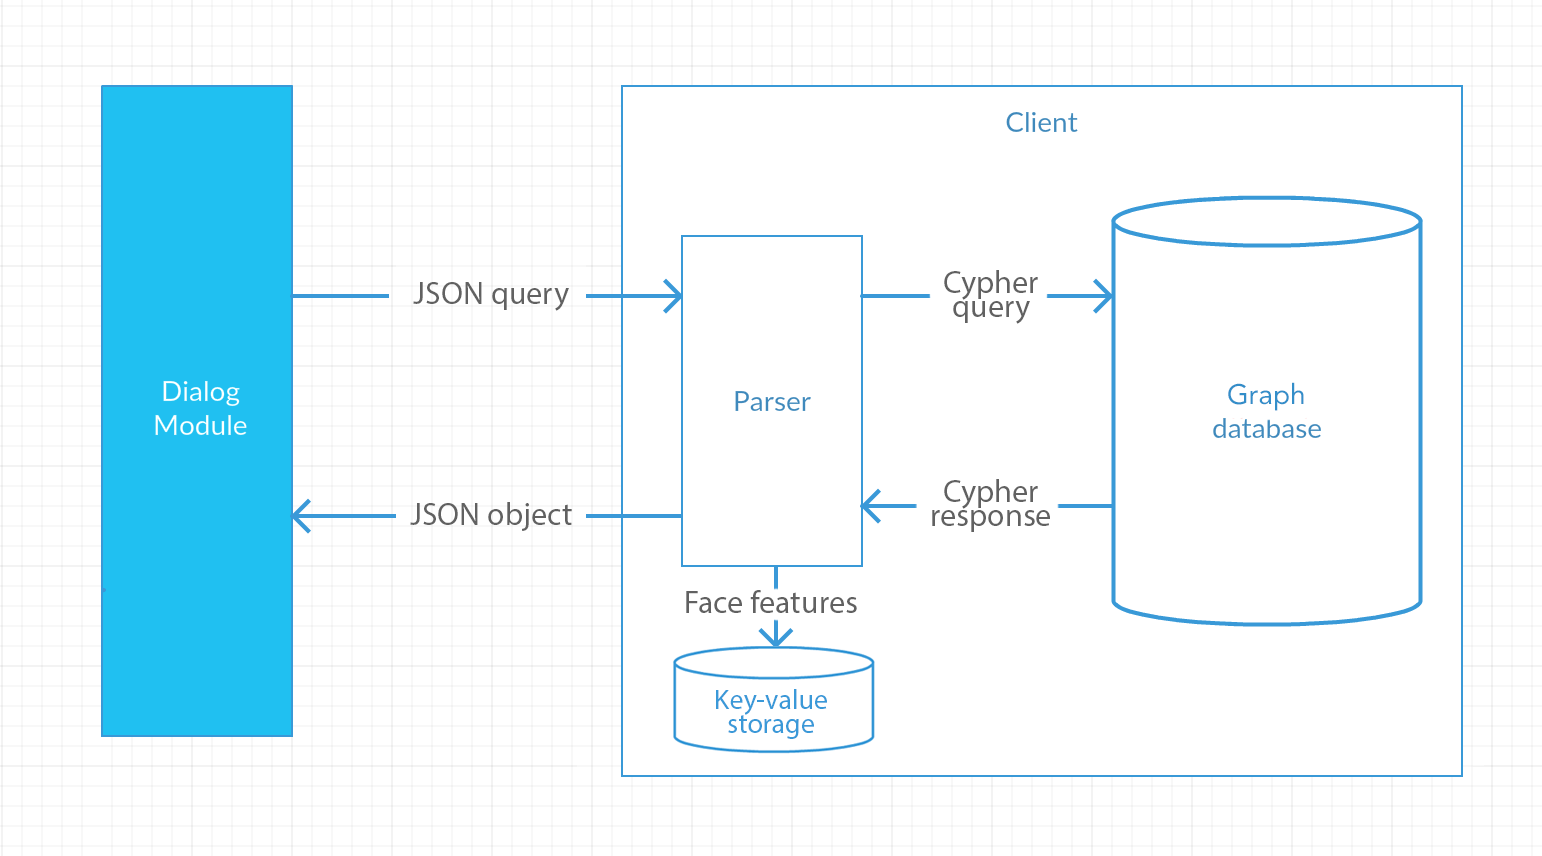 Client
JSON query
Cypher
query
Dialog
Module
Parser
Graph
database
JSON object
Cypher
response
Face features
Key-value
storage